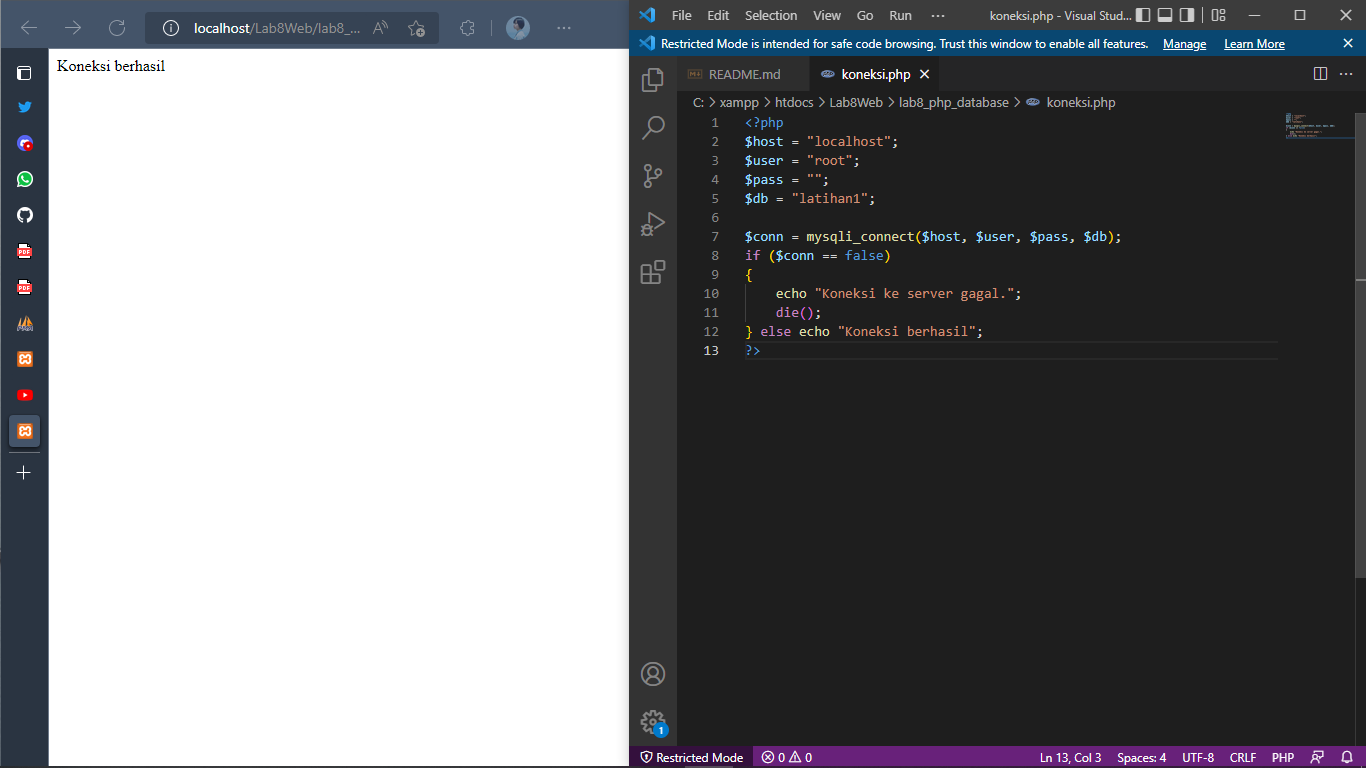 localhost/Lab8Web/lab8_...
Koneksi berhasil
File Edit Selection View Go Run ··· koneksi.php - Visual Stud...
Restricted Mode is intended for safe code browsing. Trust this window to enable all features. Manage Learn More
README.md koneksi.php
C: > xampp > htdocs > Lab8Web > lab8_php_database > koneksi.php
1 <?php
2 $host = "localhost";
3 $user = "root";
4 $pass = "";
5 $db = "latihan1";
6
7 $conn = mysqli_connect($host, $user, $pass, $db);
8 if ($conn == false)
9 {
10     echo "Koneksi ke server gagal.";
11     die();
12 } else echo "Koneksi berhasil";
13 ?>
1
Restricted Mode 0 0 Ln 13, Col 3 Spaces: 4 UTF-8 CRLF PHP